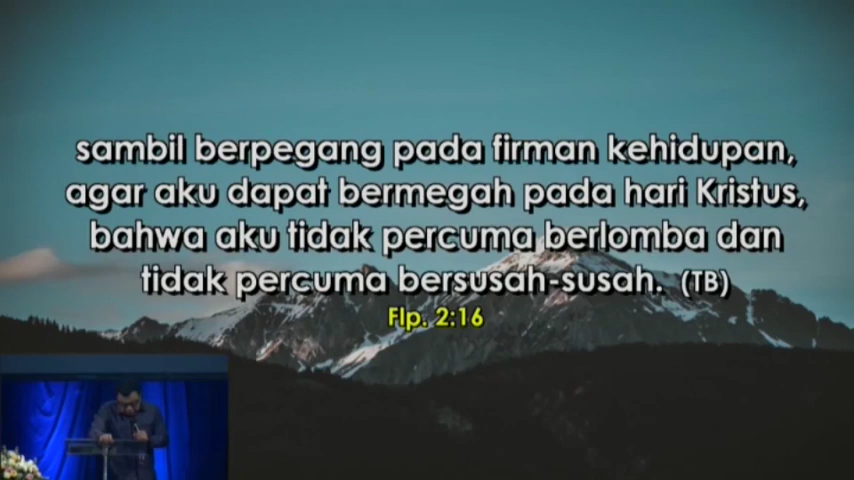 sambil berpegang pada firman kehidupan,
agar aku dapat bermegah pada hari Kristus,
bahwa aku tidak percuma berlomba dan
tidak percuma bersusah-susah. (TB)
Flp. 2:16